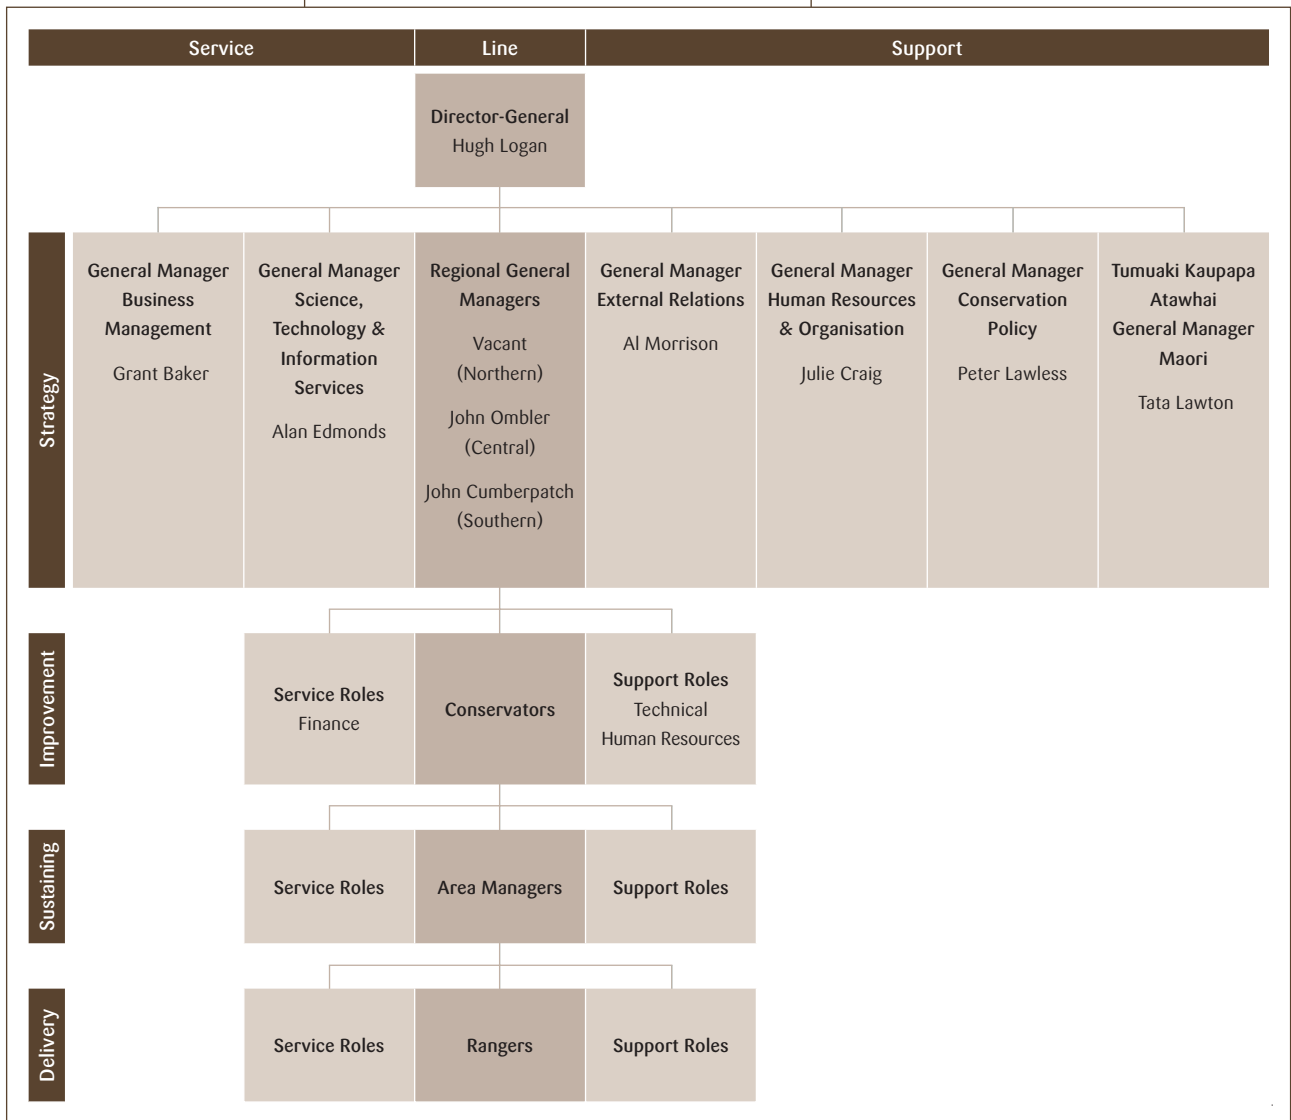 Service
Line
Support
Director-General
Hugh Logan
Strategy
General Manager
Business
Management
Grant Baker
General Manager
Science,
Technology &
Information
Services
Alan Edmonds
Regional General
Managers
Vacant
(Northern)
John Ombler
(Central)
John Cumberpatch
(Southern)
General Manager
External Relations
Al Morrison
General Manager
Human Resources
& Organisation
Julie Craig
General Manager
Conservation
Policy
Peter Lawless
Tumuaki Kaupapa
Atawhai
General Manager
Maori
Tata Lawton
Improvement
Service Roles
Finance
Conservators
Support Roles
Technical
Human Resources
Sustaining
Service Roles
Area Managers
Support Roles
Delivery
Service Roles
Rangers
Support Roles